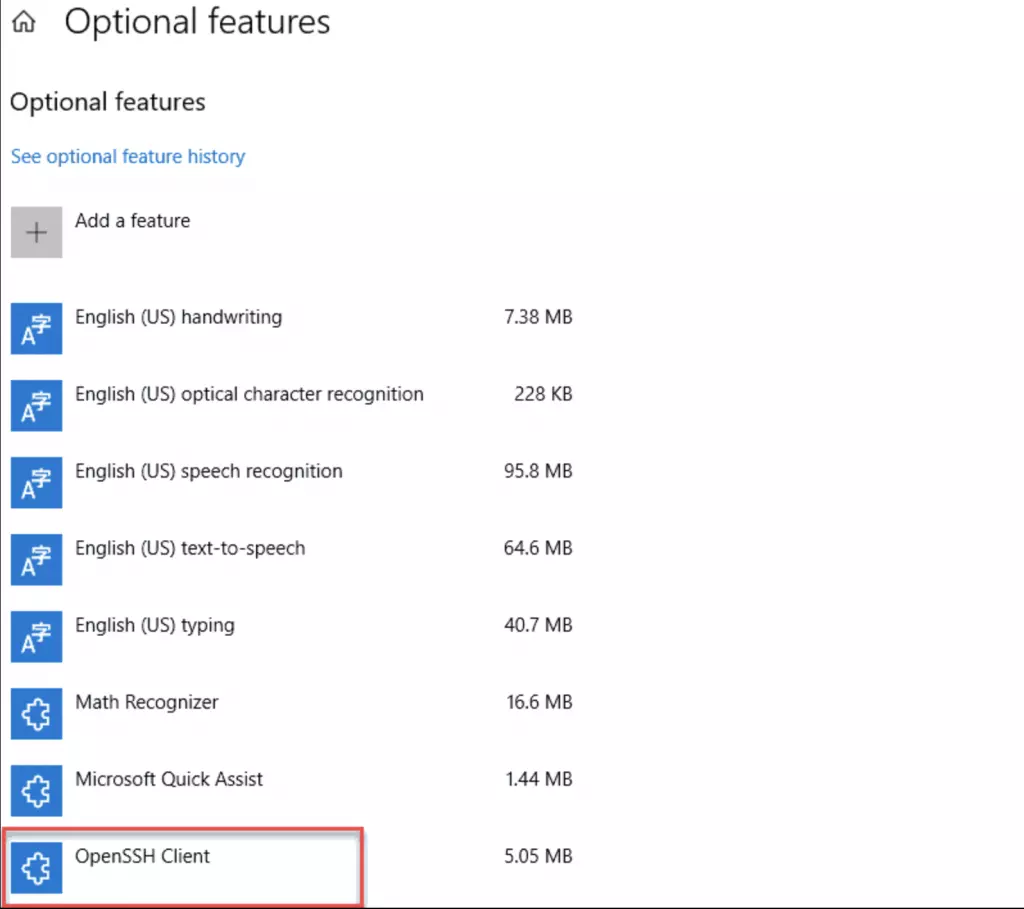 Optional features
Optional features
See optional feature history
Add a feature
English (US) handwriting 7.38 MB
English (US) optical character recognition 228 KB
English (US) speech recognition 95.8 MB
English (US) text-to-speech 64.6 MB
English (US) typing 40.7 MB
Math Recognizer 16.6 MB
Microsoft Quick Assist 1.44 MB
OpenSSH Client 5.05 MB